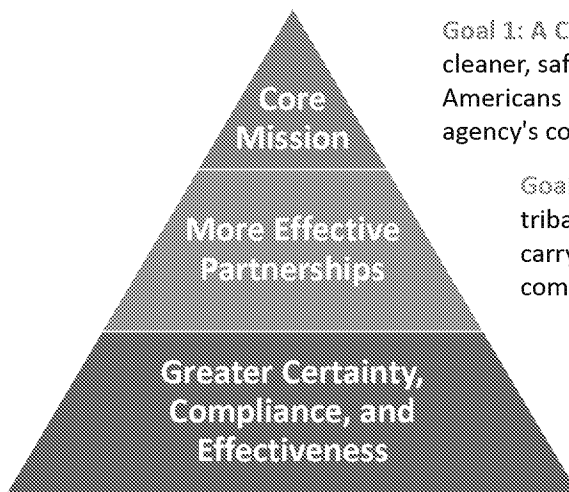 Core
Mission
More Effective
Partnerships
Greater Certainty,
Compliance, and
Effectiveness
Goal 1: A C
cleaner, saf
Americans
agency's co
Goa
triba
carry
com